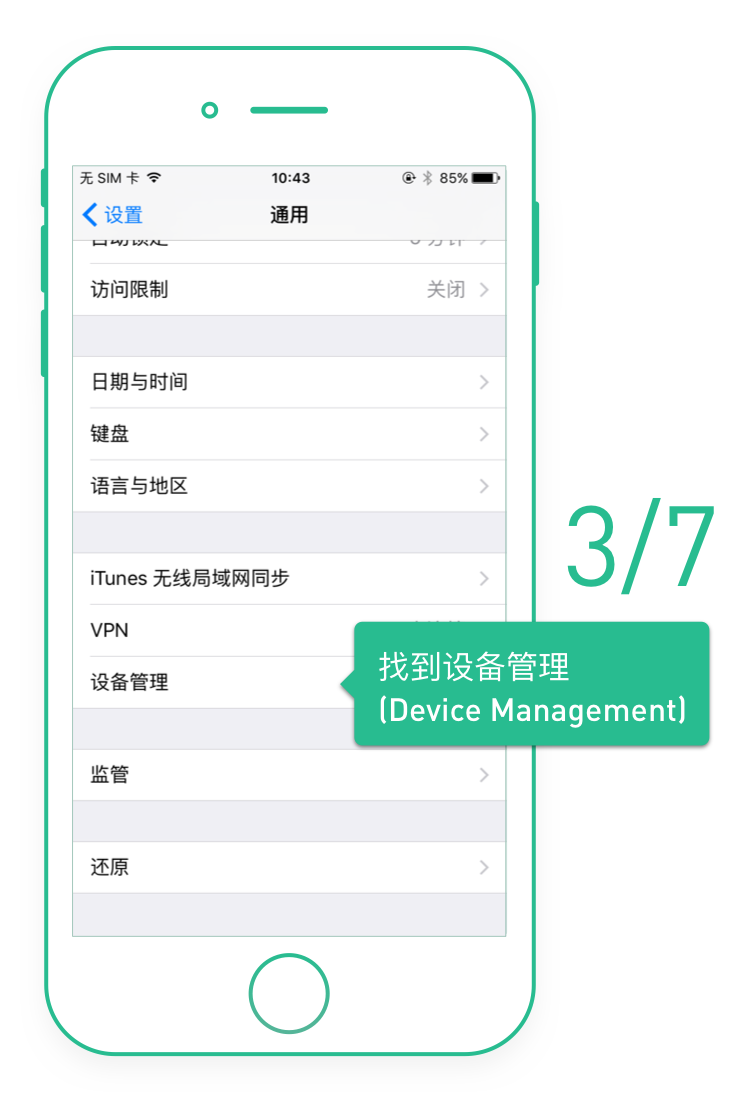 无 SIM 卡 10:43 85%
设置 通用
访问限制 关闭
日期与时间
键盘
语言与地区
iTunes 无线局域网同步
VPN
设备管理
监管
还原
3/7
找到设备管理
(Device Management)